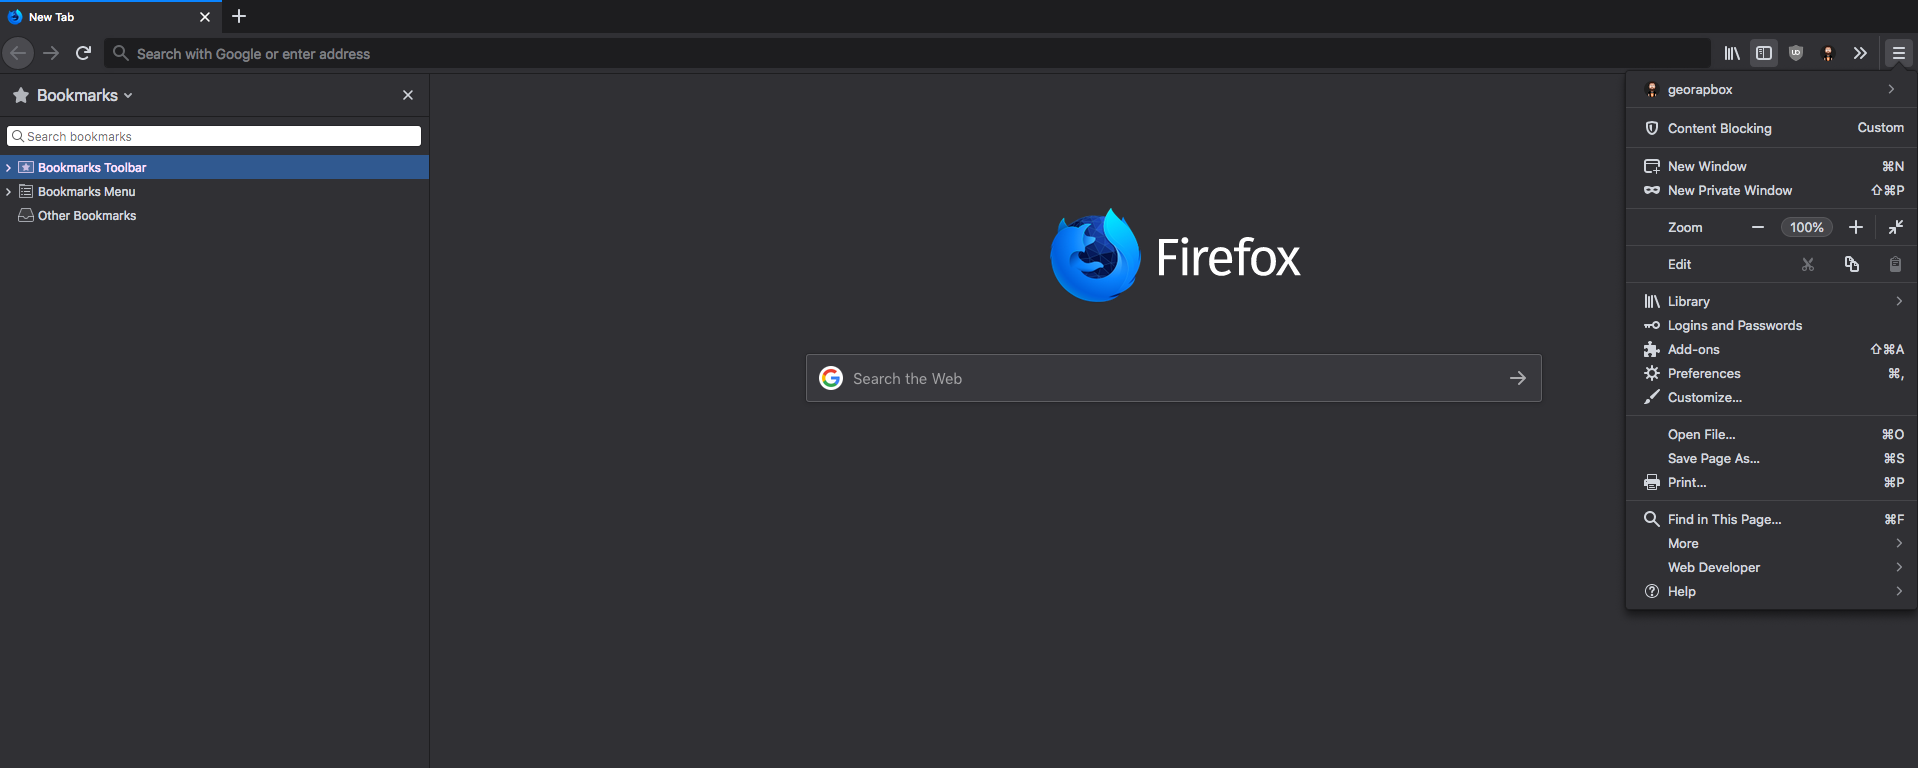 New Tab
Search with Google or enter address
Bookmarks
Search bookmarks
Bookmarks Toolbar
Bookmarks Menu
Other Bookmarks
Firefox
Search the Web
georapbox
Content Blocking Custom
New Window ⌘N
New Private Window ⇧⌘P
Zoom 100%
Edit
Library
Logins and Passwords
Add-ons ⇧⌘A
Preferences ⌘,
Customize...
Open File... ⌘O
Save Page As... ⌘S
Print... ⌘P
Find in This Page... ⌘F
More
Web Developer
Help